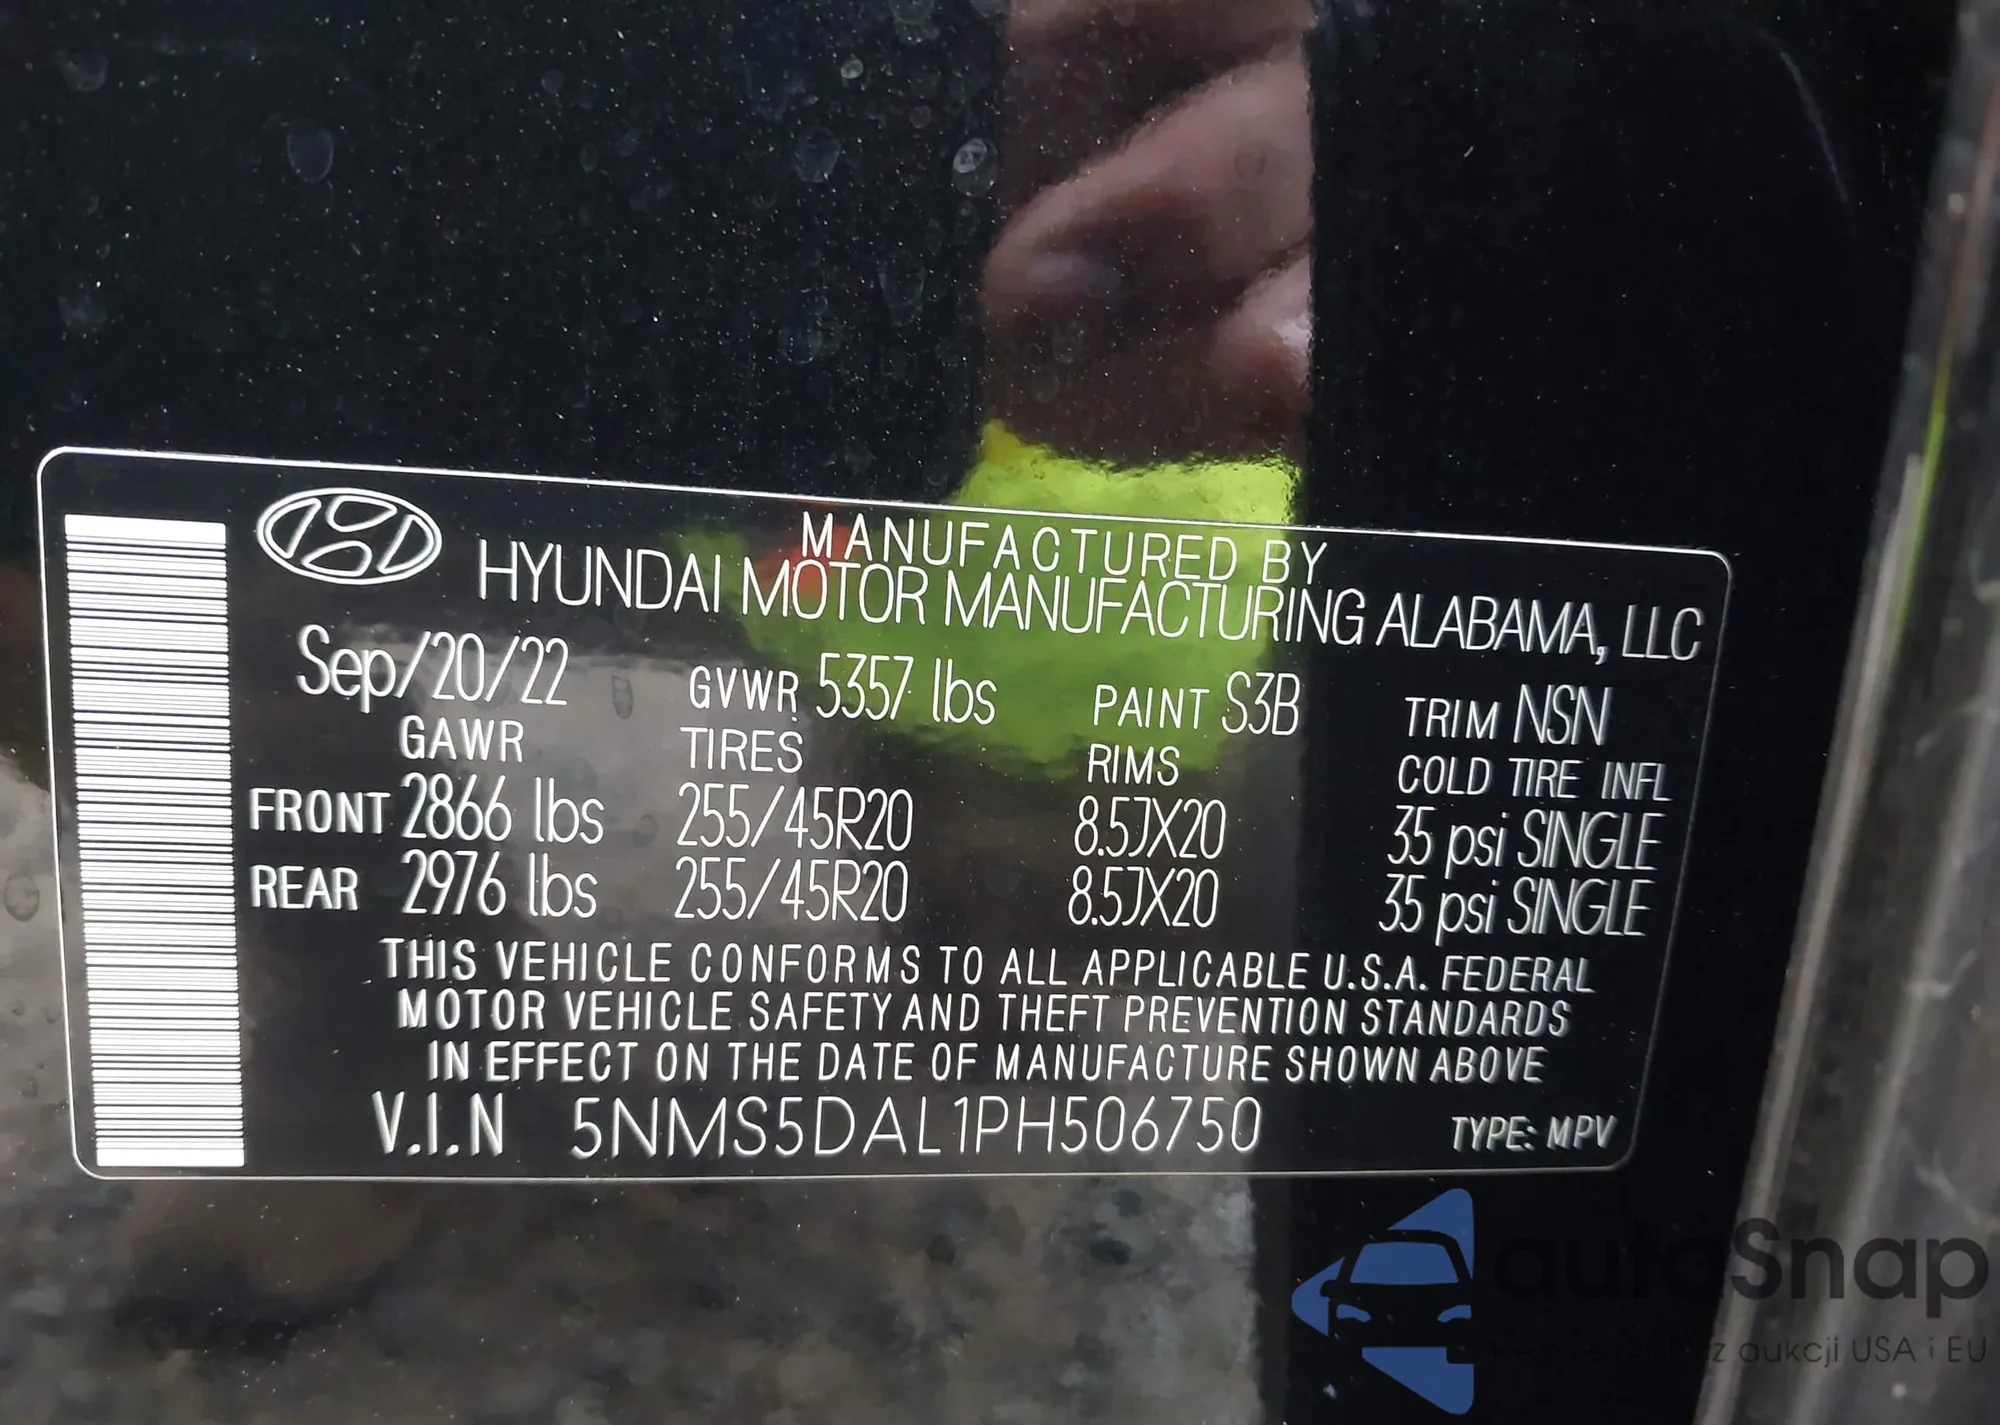 MANUFACTURED BY
HYUNDAI MOTOR MANUFACTURING ALABAMA, LLC
Sep/20/22 GVWR 5357 lbs PAINT S3B TRIM NSN
GAWR TIRES RIMS COLD TIRE INFL
FRONT 2866 lbs 255/45R20 8.5JX20 35 psi SINGLE
REAR 2976 lbs 255/45R20 8.5JX20 35 psi SINGLE
THIS VEHICLE CONFORMS TO ALL APPLICABLE U.S.A. FEDERAL
MOTOR VEHICLE SAFETY AND THEFT PREVENTION STANDARDS
IN EFFECT ON THE DATE OF MANUFACTURE SHOWN ABOVE
V.I.N 5NMS5DAL1PH506750 TYPE: MPV
autoSnap
z aukcji USA i EU